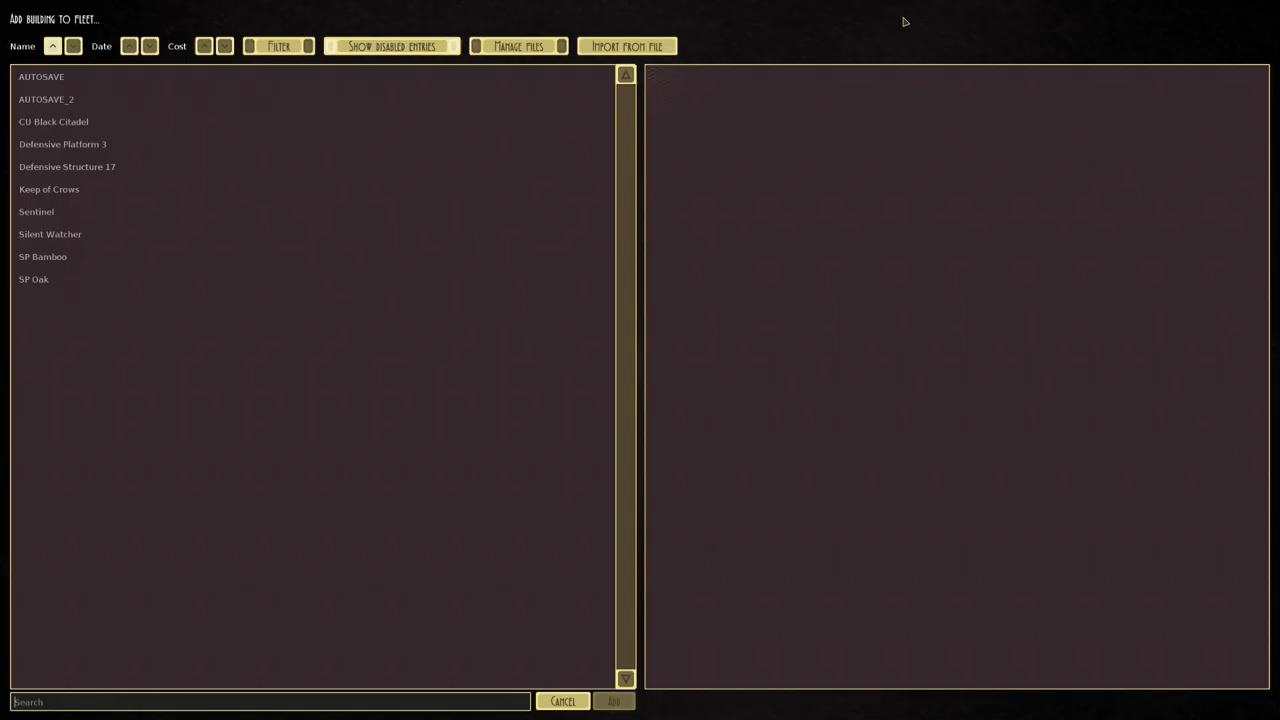 Add building to fleet...
Name Date Cost Filter Show disabled entries Manage files Import from file
AUTOSAVE
AUTOSAVE_2
CU Black Citadel
Defensive Platform 3
Defensive Structure 17
Keep of Crows
Sentinel
Silent Watcher
SP Bamboo
SP Oak
Search Cancel Add